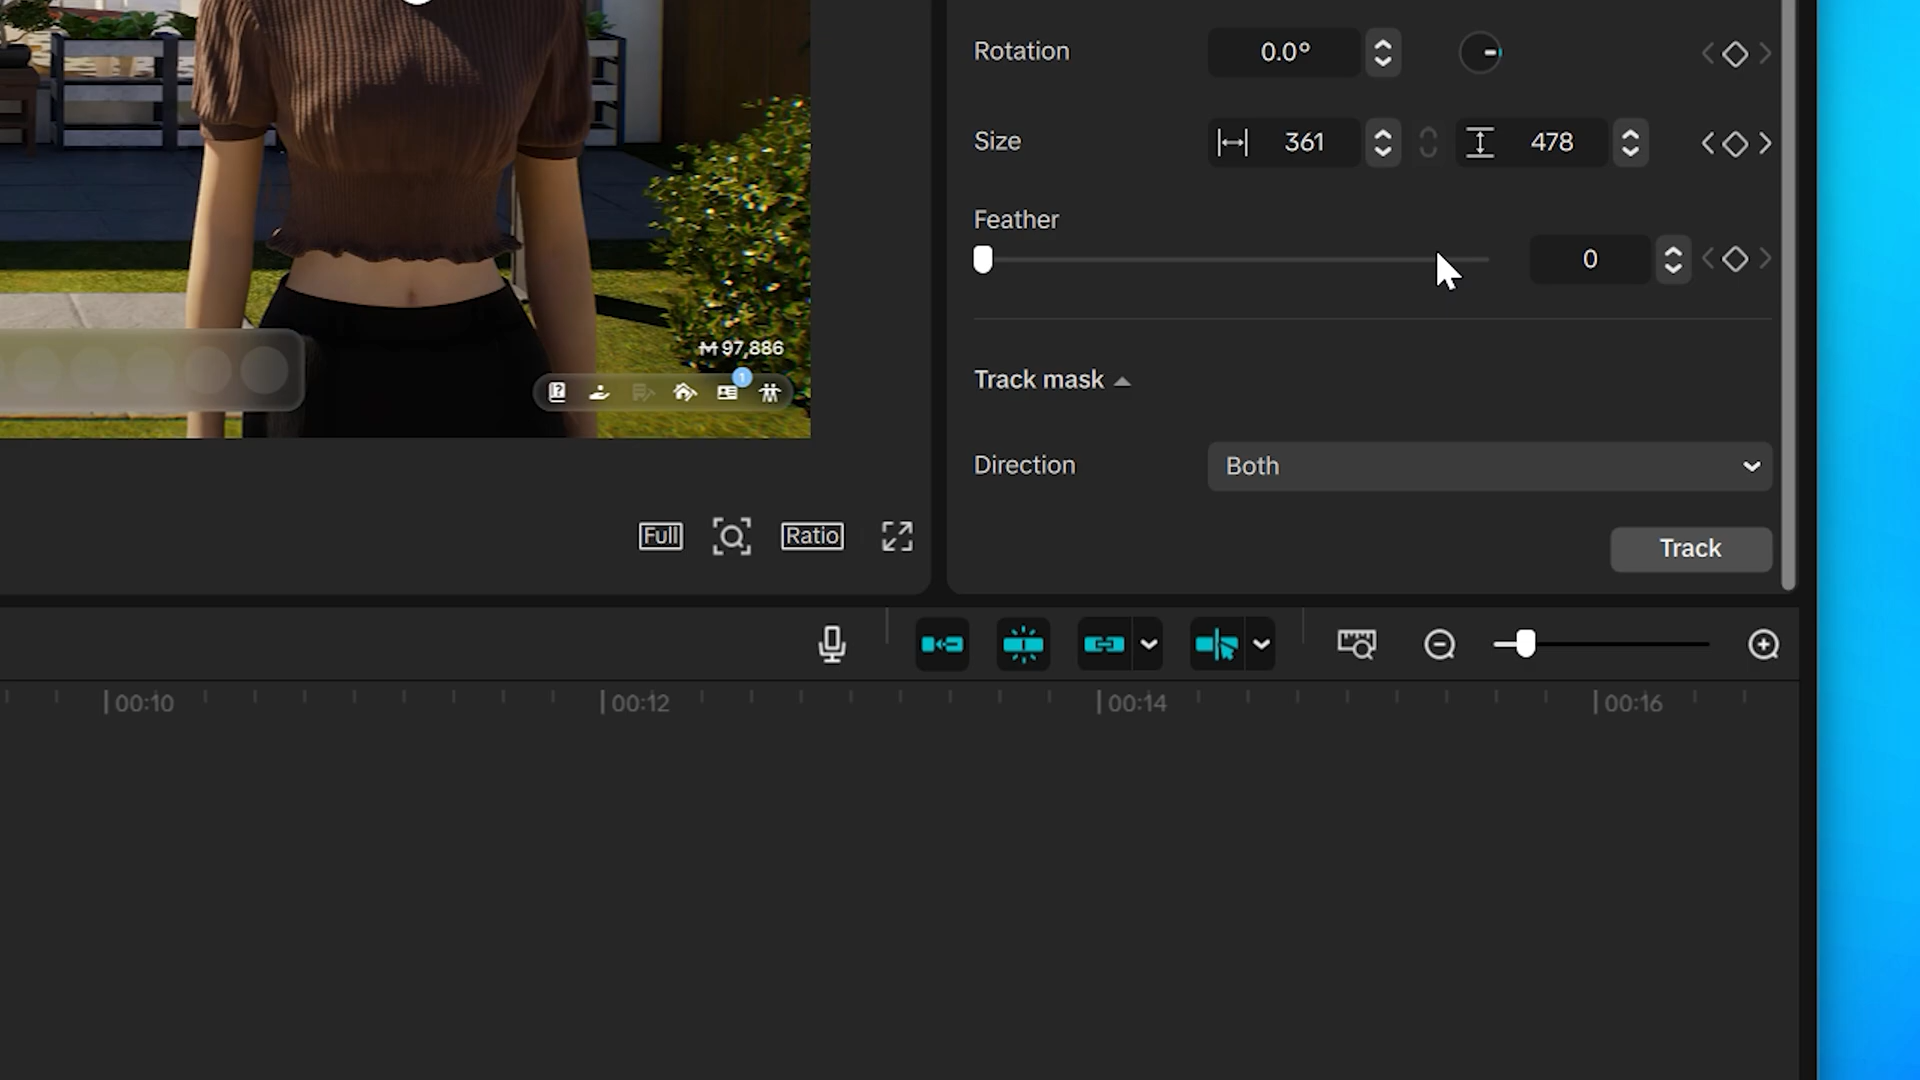 Rotation 0.0°
Size 361 478
Feather
0
ꟿ 97,886
1
Track mask
Direction Both
Full Ratio
Track
00:10 00:12 00:14 00:16